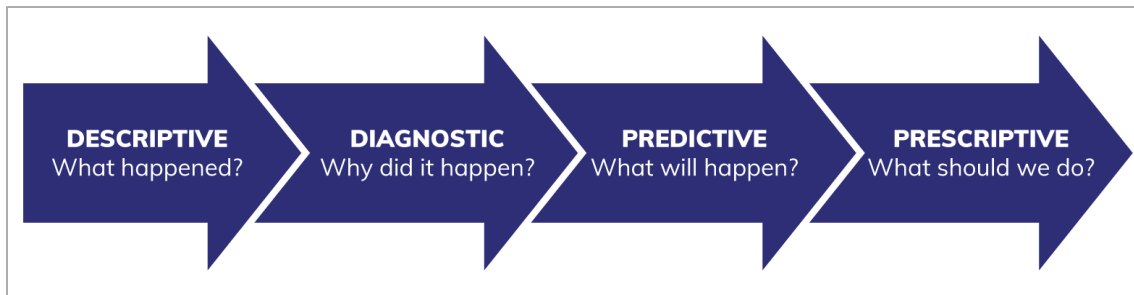 DESCRIPTIVE
What happened?
DIAGNOSTIC
Why did it happen?
PREDICTIVE
What will happen?
PRESCRIPTIVE
What should we do?